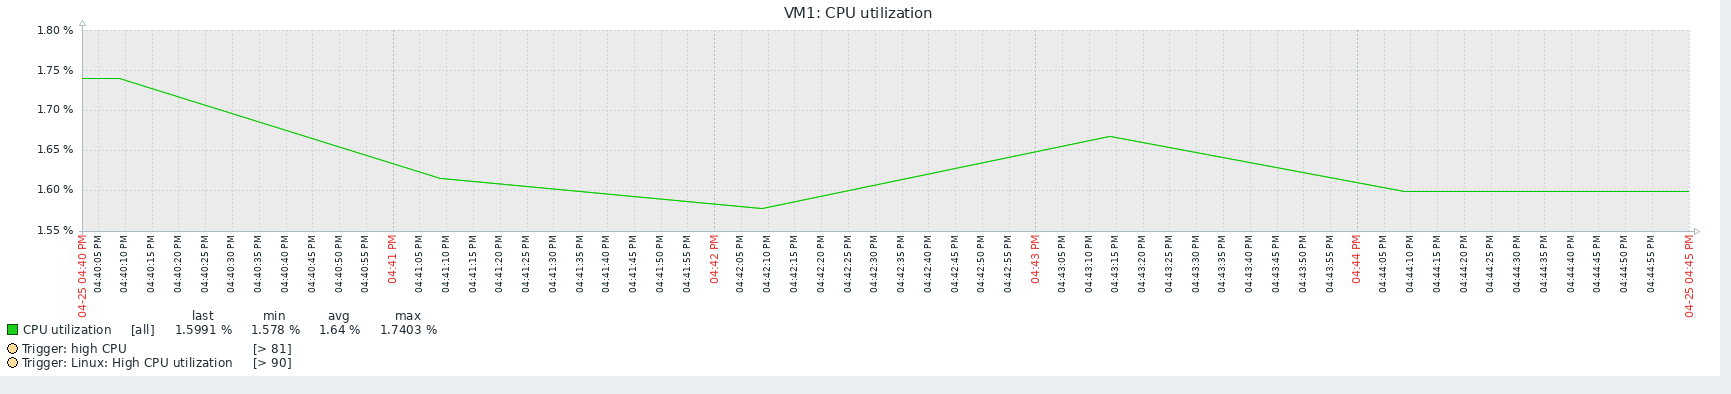 VM1: CPU utilization
1.80 %
1.75 %
1.70 %
1.65 %
1.60 %
1.55 %
04-25 04:40 PM
04:40:05 PM
04:40:10 PM
04:40:15 PM
04:40:20 PM
04:40:25 PM
04:40:30 PM
04:40:35 PM
04:40:40 PM
04:40:45 PM
04:40:50 PM
04:40:55 PM
04:41 PM
04:41:05 PM
04:41:10 PM
04:41:15 PM
04:41:20 PM
04:41:25 PM
04:41:30 PM
04:41:35 PM
04:41:40 PM
04:41:45 PM
04:41:50 PM
04:41:55 PM
04:42 PM
04:42:05 PM
04:42:10 PM
04:42:15 PM
04:42:20 PM
04:42:25 PM
04:42:30 PM
04:42:35 PM
04:42:40 PM
04:42:45 PM
04:42:50 PM
04:42:55 PM
04:43 PM
04:43:05 PM
04:43:10 PM
04:43:15 PM
04:43:20 PM
04:43:25 PM
04:43:30 PM
04:43:35 PM
04:43:40 PM
04:43:45 PM
04:43:50 PM
04:43:55 PM
04:44 PM
04:44:05 PM
04:44:10 PM
04:44:15 PM
04:44:20 PM
04:44:25 PM
04:44:30 PM
04:44:35 PM
04:44:40 PM
04:44:45 PM
04:44:50 PM
04:44:55 PM
04-25 04:45 PM
last min avg max
CPU utilization [all] 1.5991 % 1.578 % 1.64 % 1.7403 %
Trigger: high CPU [> 81]
Trigger: Linux: High CPU utilization [> 90]